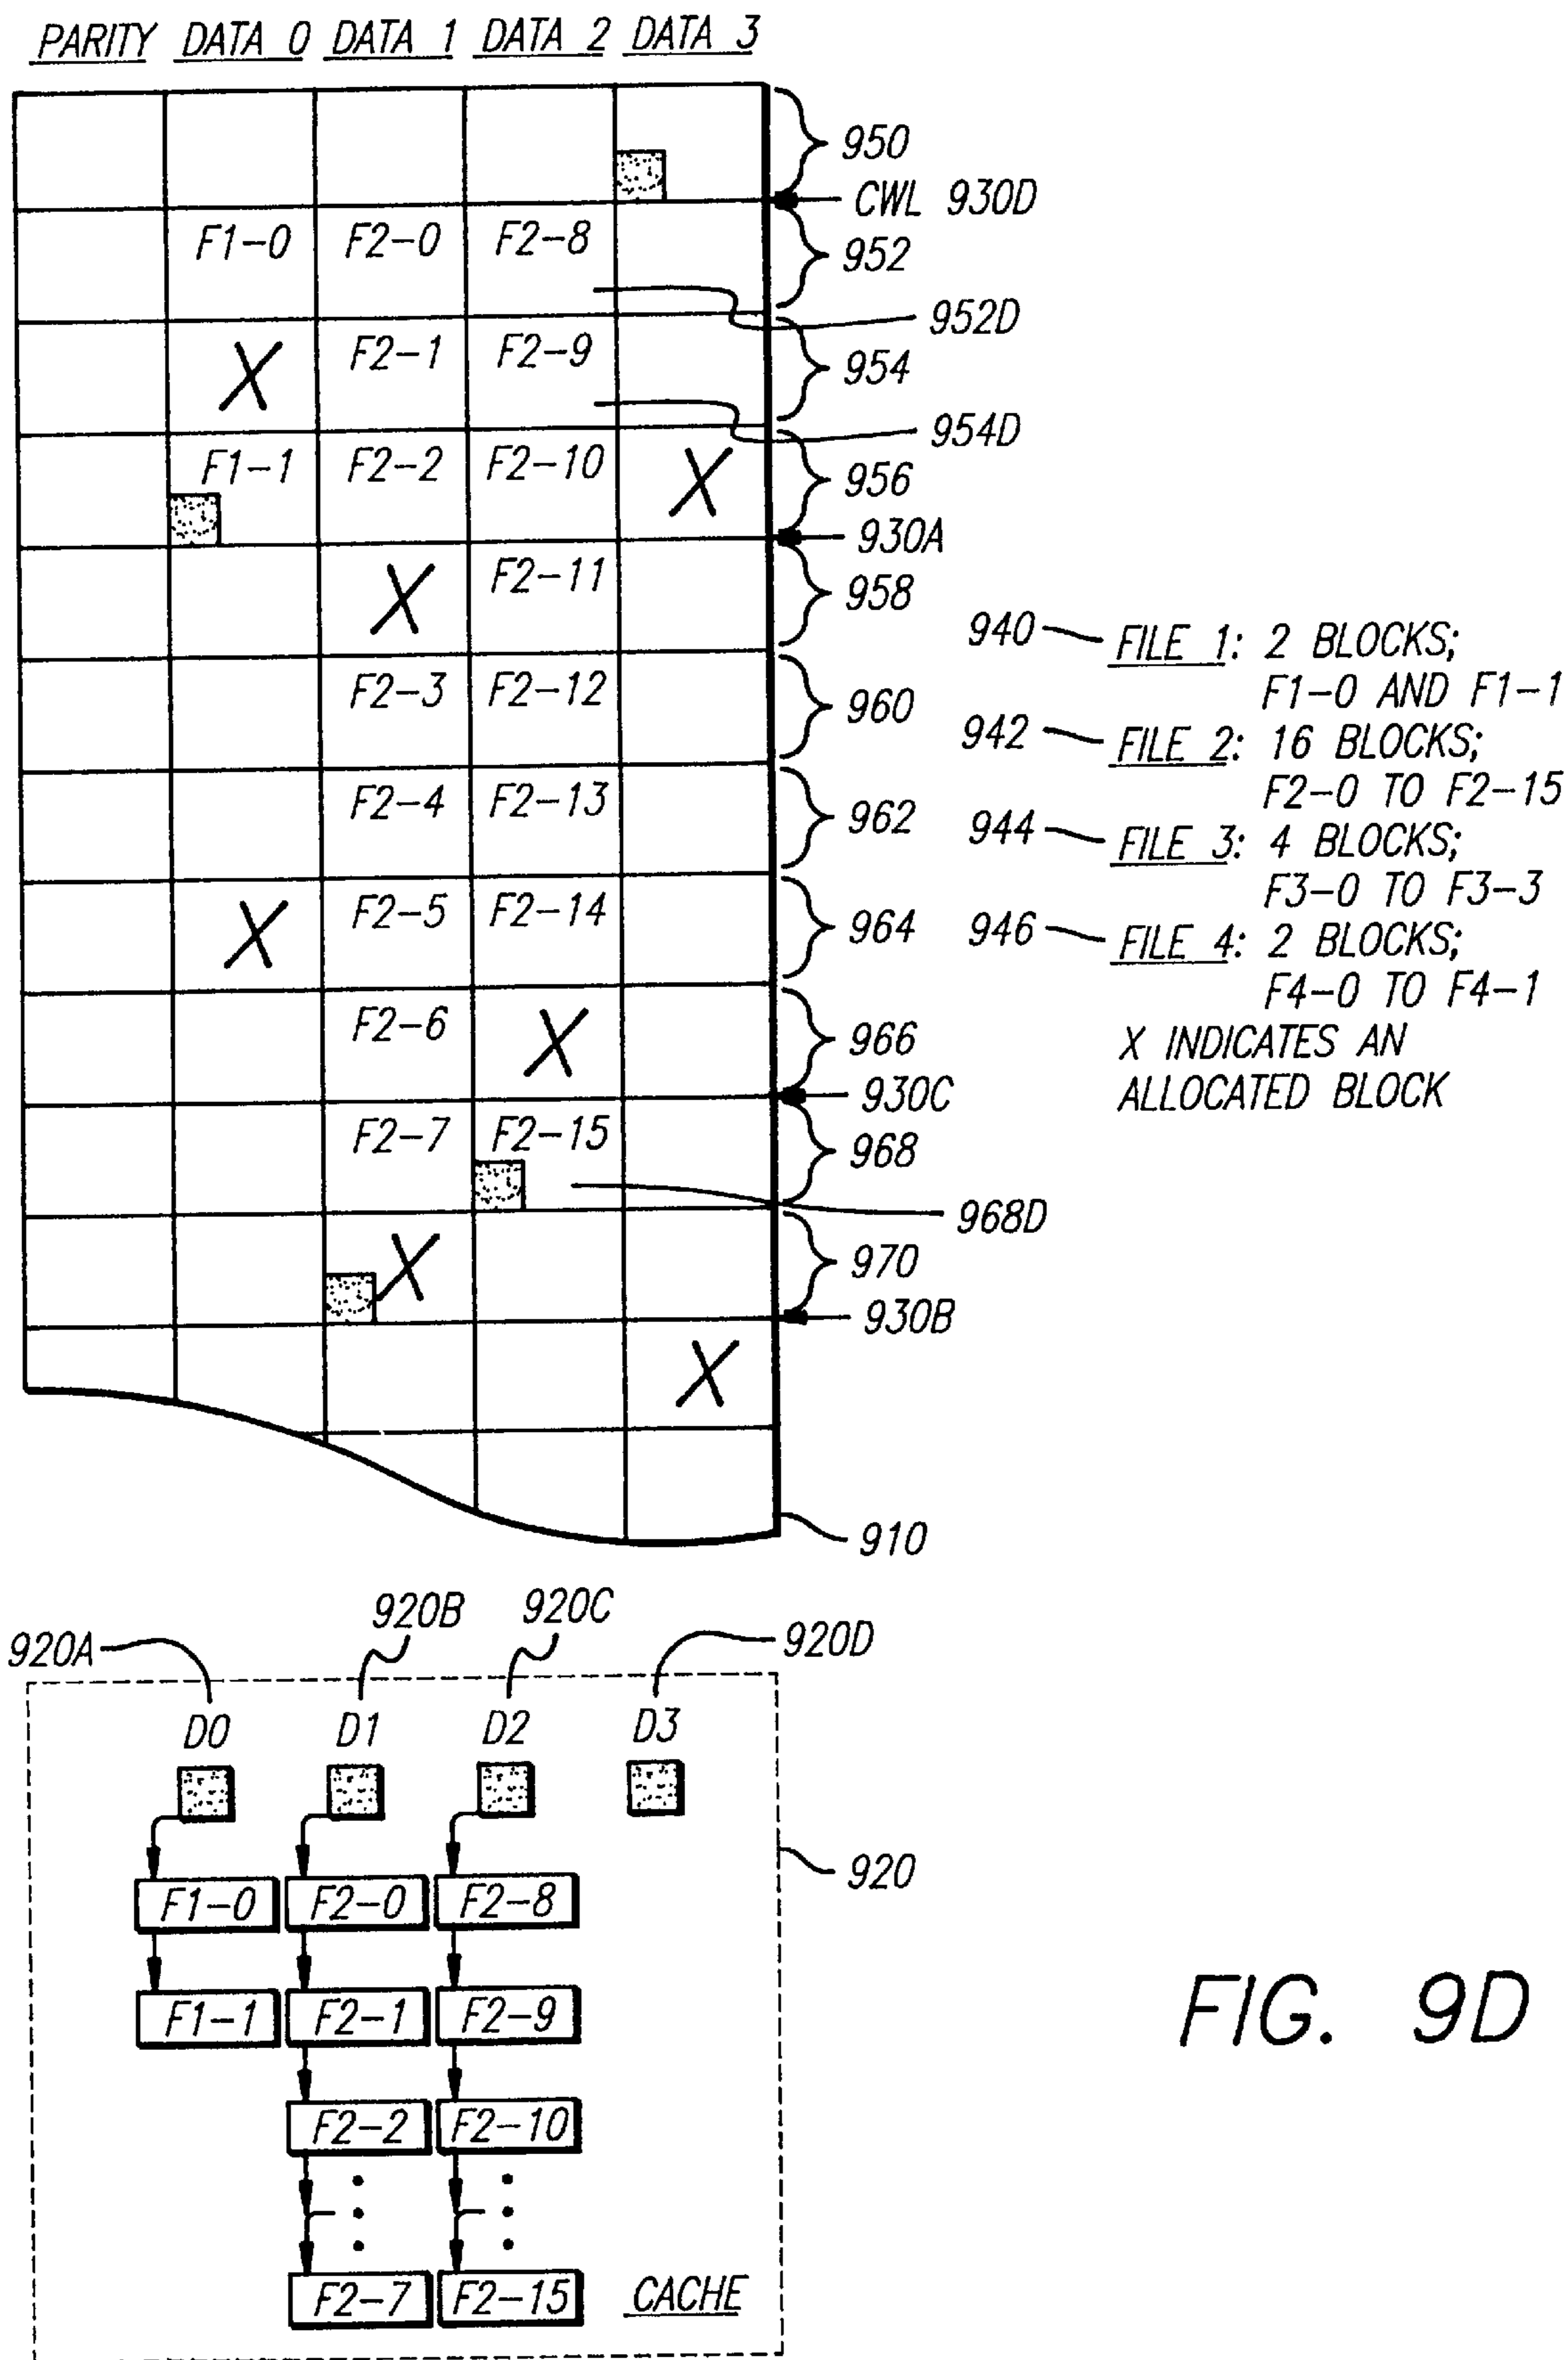 PARITY DATA 0 DATA 1 DATA 2 DATA 3
950
CWL 930D
F1-0 F2-0 F2-8 952
952D
X F2-1 F2-9 954
954D
F1-1 F2-2 F2-10 X 956
930A
X F2-11 958
F2-3 F2-12 960
F2-4 F2-13 962
X F2-5 F2-14 964
F2-6 X 966
930C
F2-7 F2-15 968
968D
X 970
930B
X
910
940 FILE 1: 2 BLOCKS;
F1-0 AND F1-1
942 FILE 2: 16 BLOCKS;
F2-0 TO F2-15
944 FILE 3: 4 BLOCKS;
F3-0 TO F3-3
946 FILE 4: 2 BLOCKS;
F4-0 TO F4-1
X INDICATES AN
ALLOCATED BLOCK
920A 920B 920C 920D
D0 D1 D2 D3
920
F1-0 F2-0 F2-8
F1-1 F2-1 F2-9
F2-2 F2-10
F2-7 F2-15 CACHE
FIG. 9D